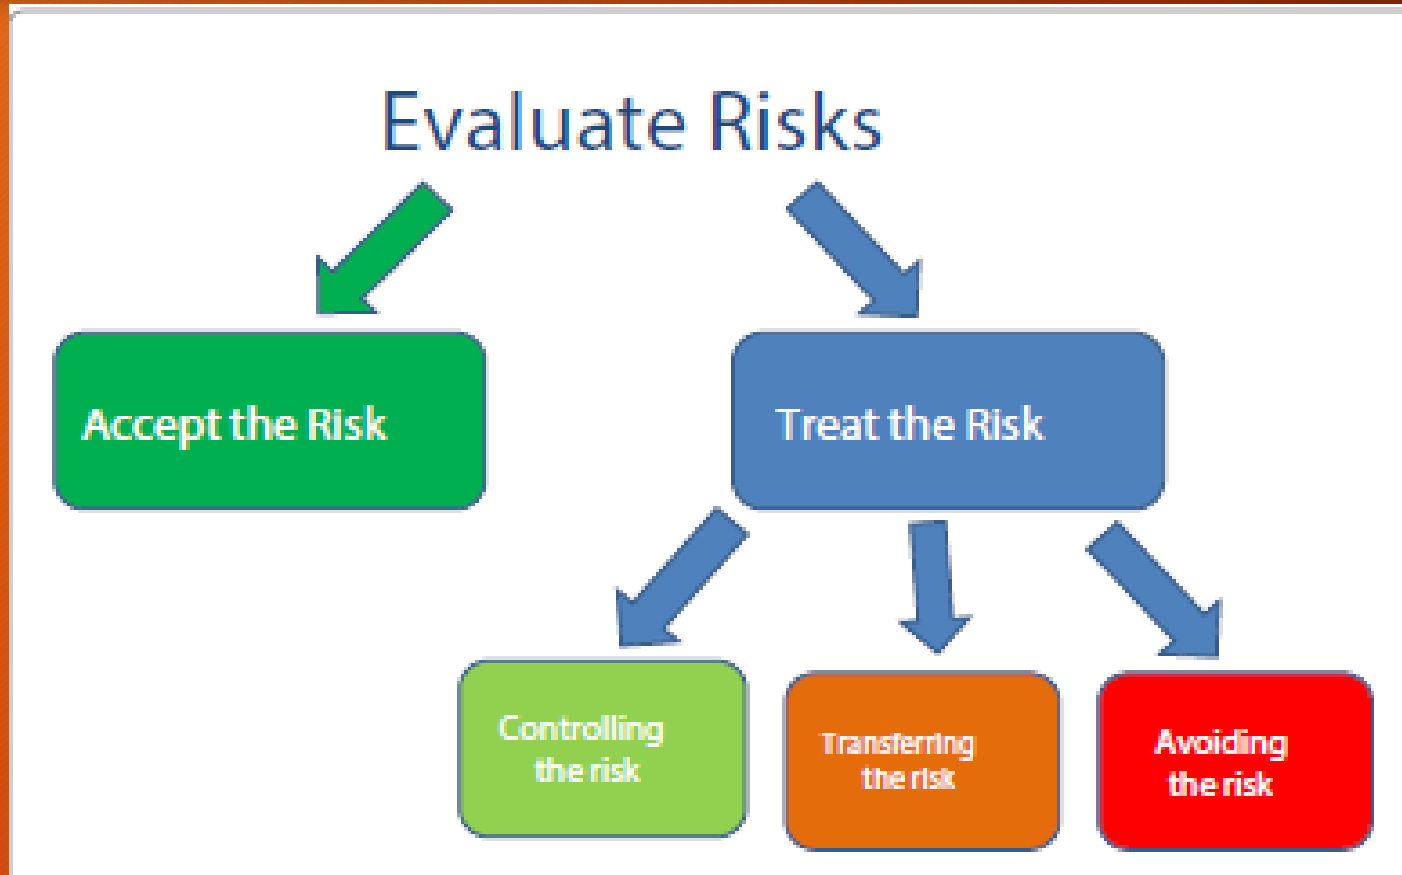 Evaluate Risks
Accept the Risk
Treat the Risk
Controlling
the risk
Transferring
the risk
Avoiding
the risk